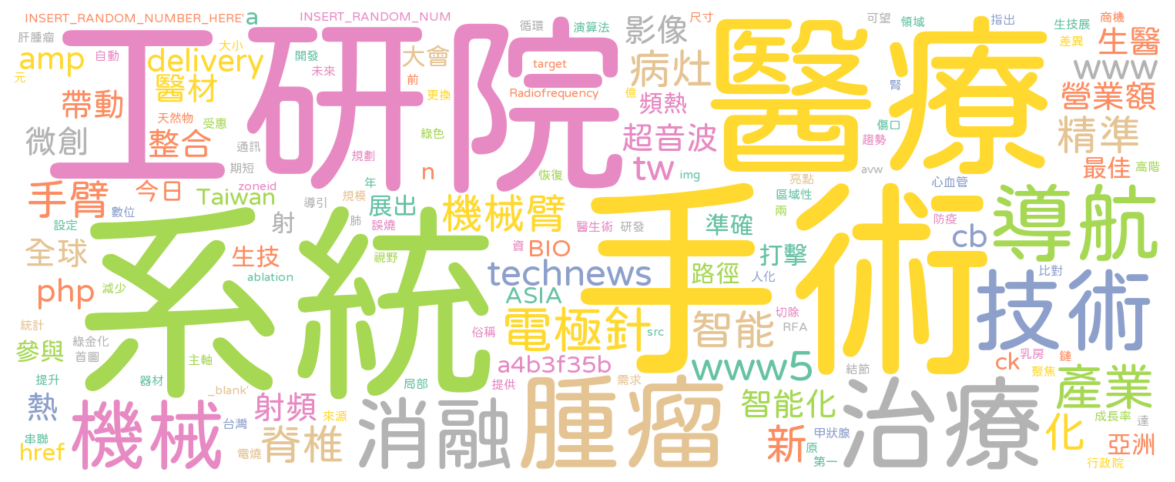 INSERT_RANDOM_NUMBER_HERE'
a
INSERT_RANDOM_NUM
循環
演算法
影像
尺寸
可望
領域
指出
生技展
商機
肝腫瘤
自動
大小
開發
大會
工研院
醫療
差異
生醫
amp
delivery
target
病灶
www
元
醫材
未來
前
更換
Radiofrequency
億
頻熱
腎
營業額
帶動
天然物
受惠
綠色
傷口
微創
整合
通訊
規劃
超音波
趨勢
精準
期短
n
恢復
tw
img
亮點
avw
最佳
高階
手臂
今日
zoneid
年
規模
區域性
心血管
Taiwan
導引
展出
機械臂
兩
導航
數位
設定
射
肺
誤燒
醫生術
研發
準確
防疫
系統
手術
cb
全球
生技
視野
資
BIO
打擊
ablation
technews
路徑
人化
技術
比對
php
減少
ASIA
統計
綠金化
首圖
俗稱
電極針
src
智能
切除
RFA
參與
主軸
a4b3f35b
www5
結節
ck
乳房
鏈
提升
器材
_blank'
局部
提供
需求
聚焦
產業
熱
機械
射頻
來源
消融
腫瘤
智能化
治療
成長率
台灣
甲狀腺
達
串聯
href
電燒
脊椎
新
原
第一
化
亞洲
行政院